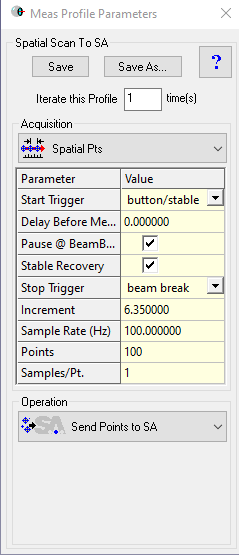 Meas Profile Parameters
Spatial Scan To SA
Save Save As... ?
Iterate this Profile 1 time(s)
Acquisition
Spatial Pts
Parameter Value
Start Trigger button/stable
Delay Before Me... 0.000000
Pause @ BeamB...
Stable Recovery
Stop Trigger beam break
Increment 6.350000
Sample Rate (Hz) 100.000000
Points 100
Samples/Pt. 1
Operation
SA Send Points to SA